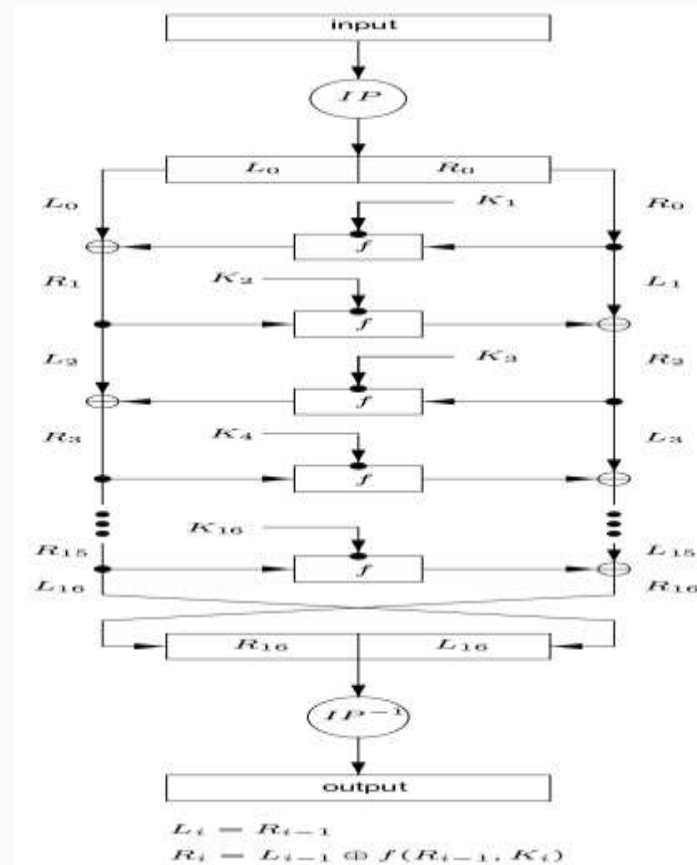 input
IP
L₀ R₀
L₀ K₁ R₀
f
R₁ K₂ L₁
f
L₂ K₃ R₂
f
R₃ K₄ L₃
f
K₁₆
R₁₅ f L₁₅
L₁₆ R₁₆
R₁₆ L₁₆
IP⁻¹
output
Lᵢ = Rᵢ₋₁
Rᵢ = Lᵢ₋₁ ⊕ f(Rᵢ₋₁, Kᵢ)